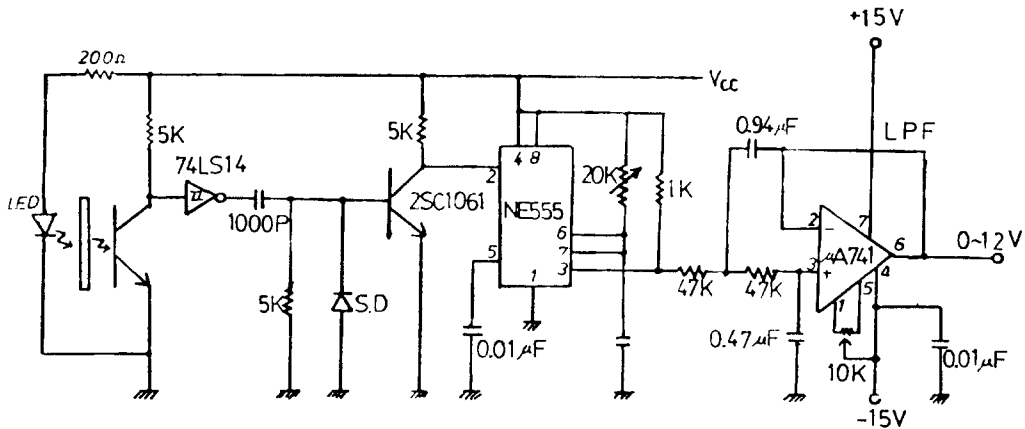 +15V
200Ω
Vcc
5K
5K
0.94μF
LPF
74LS14
4 8
2
20K
1K
LED
2SC1061
NE555
1000P
2
7
6
7
3
5
1
−
+
3
μA741
6
4
5
1
0~12V
47K
47K
5K
S.D
0.01μF
0.47μF
10K
0.01μF
-15V